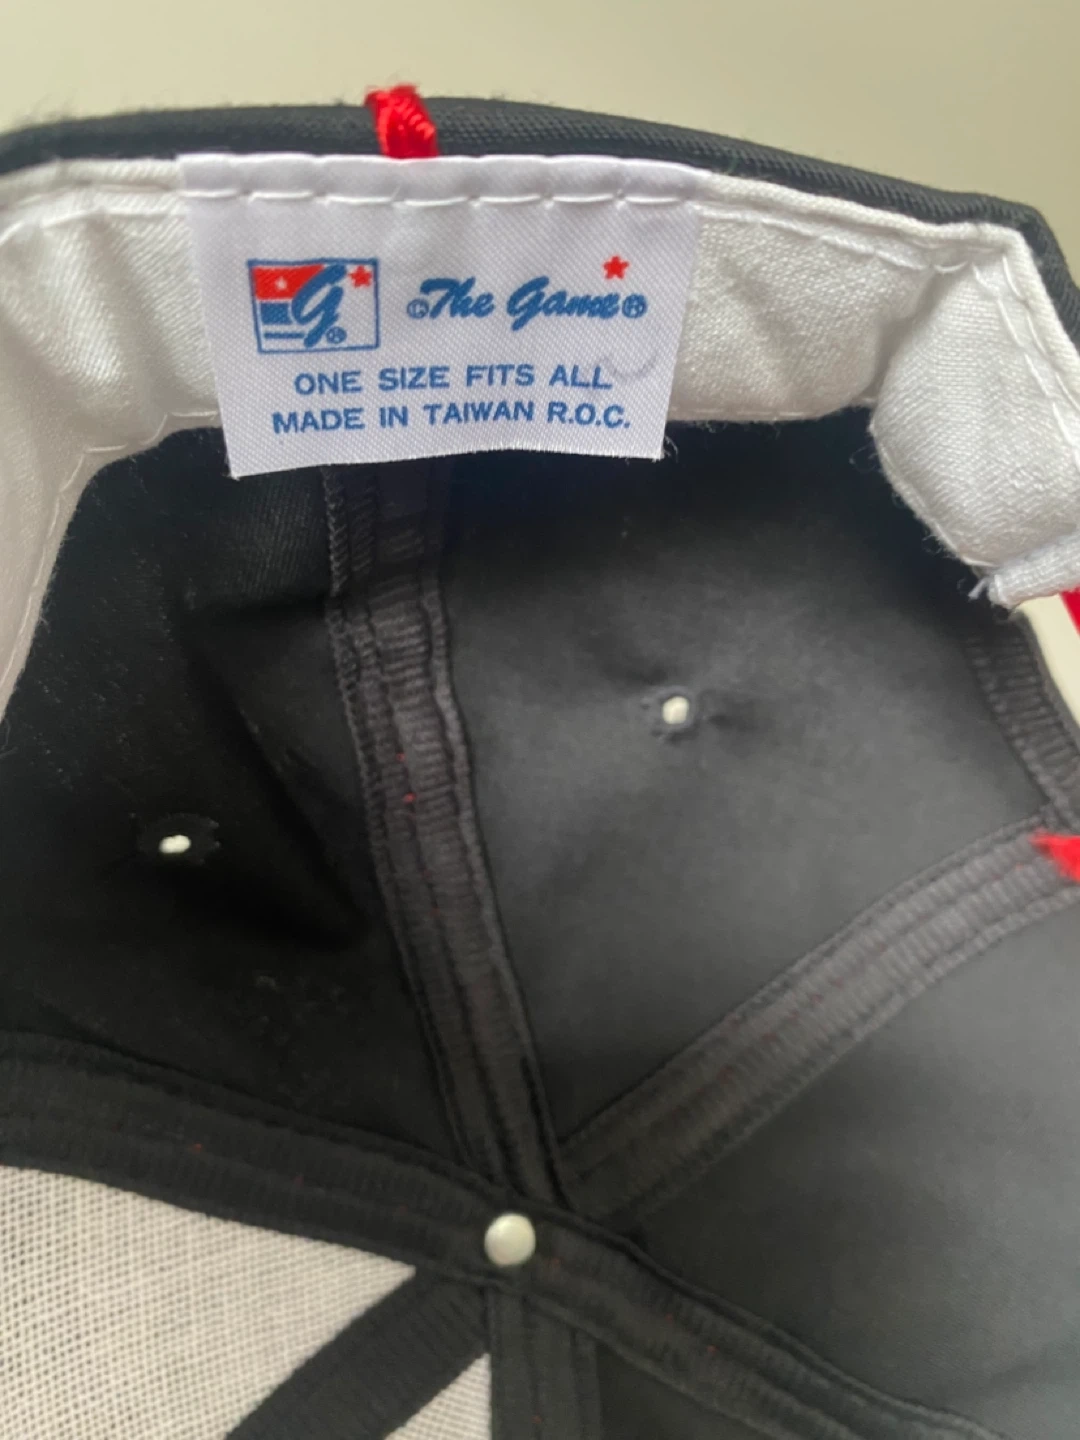 G®
©The Game®
ONE SIZE FITS ALL
MADE IN TAIWAN R.O.C.